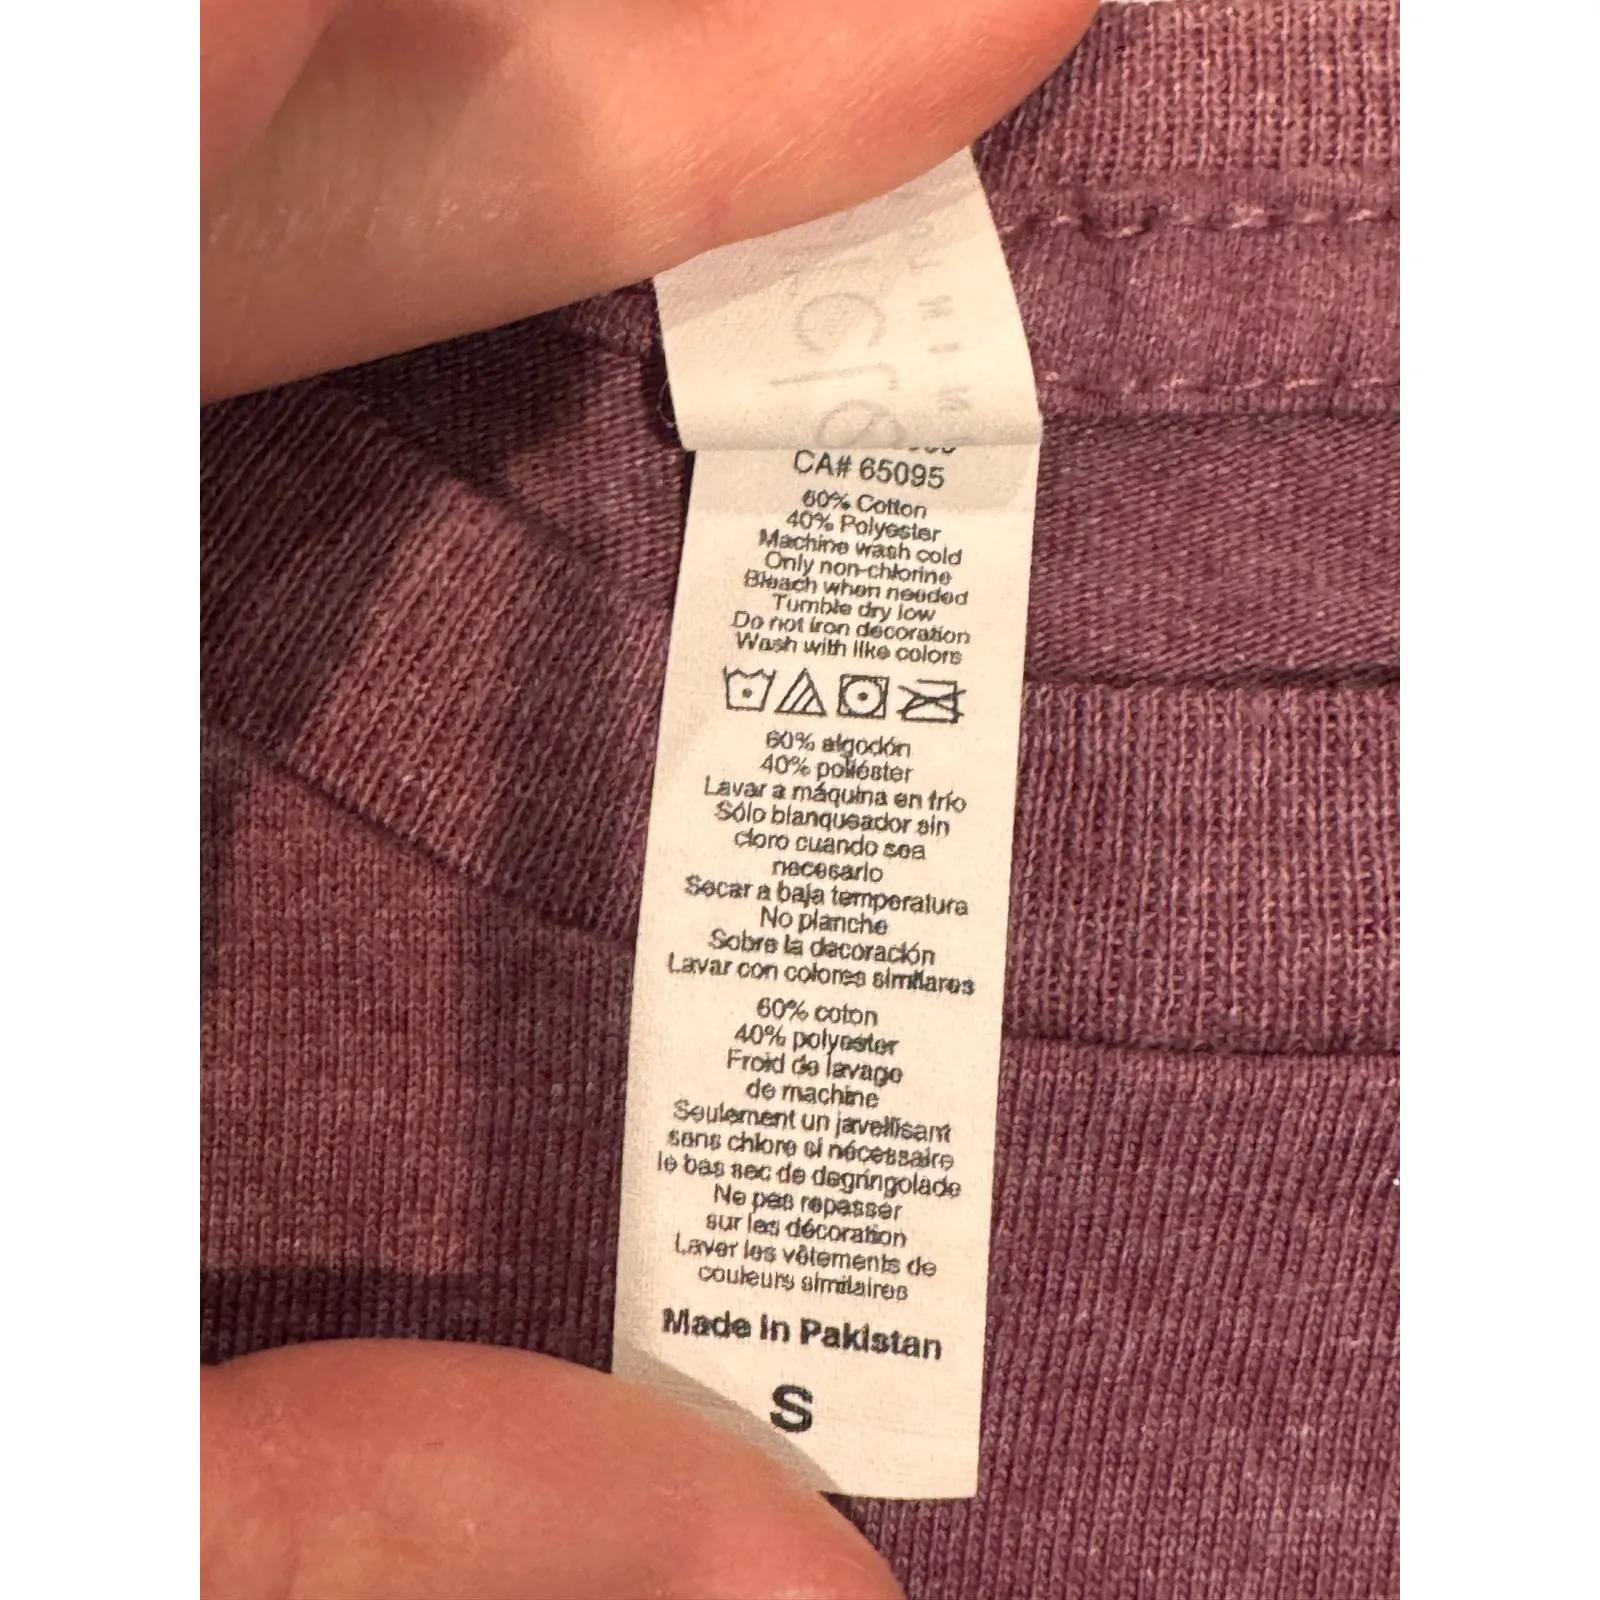 CA# 65095
60% Cotton
40% Polyester
Machine wash cold
Only non-chlorine
Bleach when needed
Tumble dry low
Do not iron decoration
Wash with like colors
60% algodón
40% poliéster
Lavar a máquina en frío
Sólo blanqueador sin
cloro cuando sea
necesario
Secar a baja temperatura
No planche
Sobre la decoración
Lavar con colores similares
60% coton
40% polyester
Froid de lavage
de machine
Seulement un javellisant
sans chlore si nécessaire
le bas sec de degringolade
Ne pas repasser
sur les décoration
Laver les vêtements de
couleurs similaires
Made in Pakistan
S